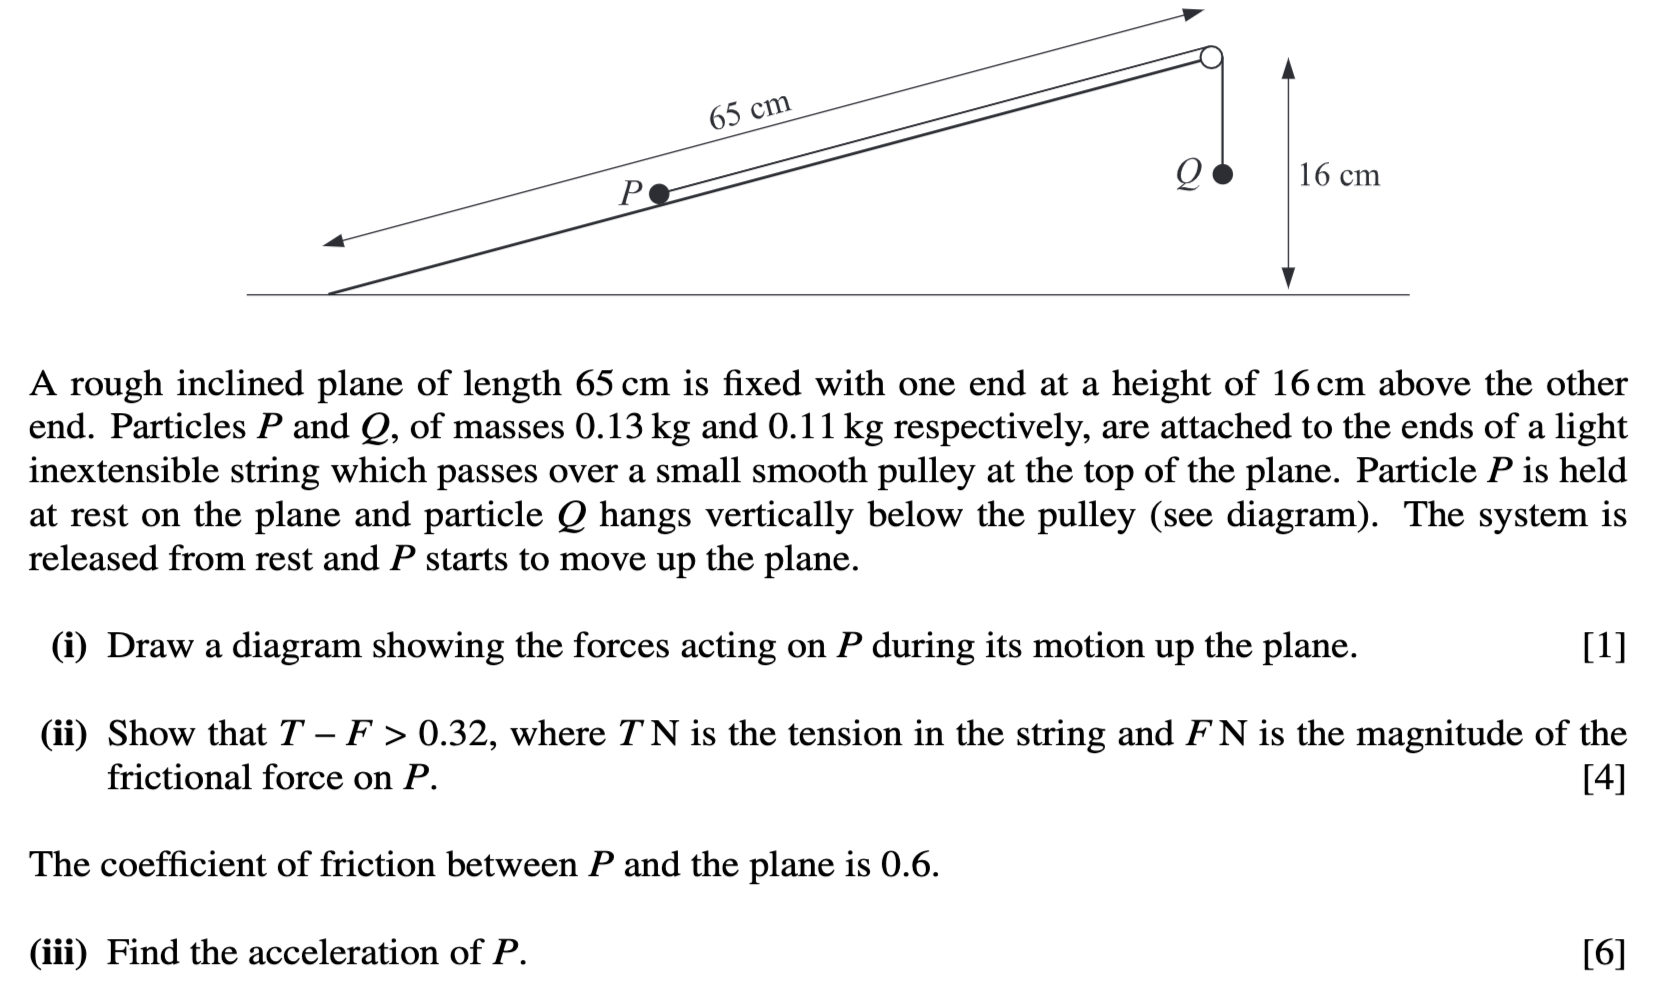 65 cm
P
Q
16 cm
A rough inclined plane of length 65 cm is fixed with one end at a height of 16 cm above the other
end. Particles P and Q, of masses 0.13 kg and 0.11 kg respectively, are attached to the ends of a light
inextensible string which passes over a small smooth pulley at the top of the plane. Particle P is held
at rest on the plane and particle Q hangs vertically below the pulley (see diagram). The system is
released from rest and P starts to move up the plane.
(i) Draw a diagram showing the forces acting on P during its motion up the plane. [1]
(ii) Show that T – F > 0.32, where T N is the tension in the string and F N is the magnitude of the
frictional force on P. [4]
The coefficient of friction between P and the plane is 0.6.
(iii) Find the acceleration of P. [6]